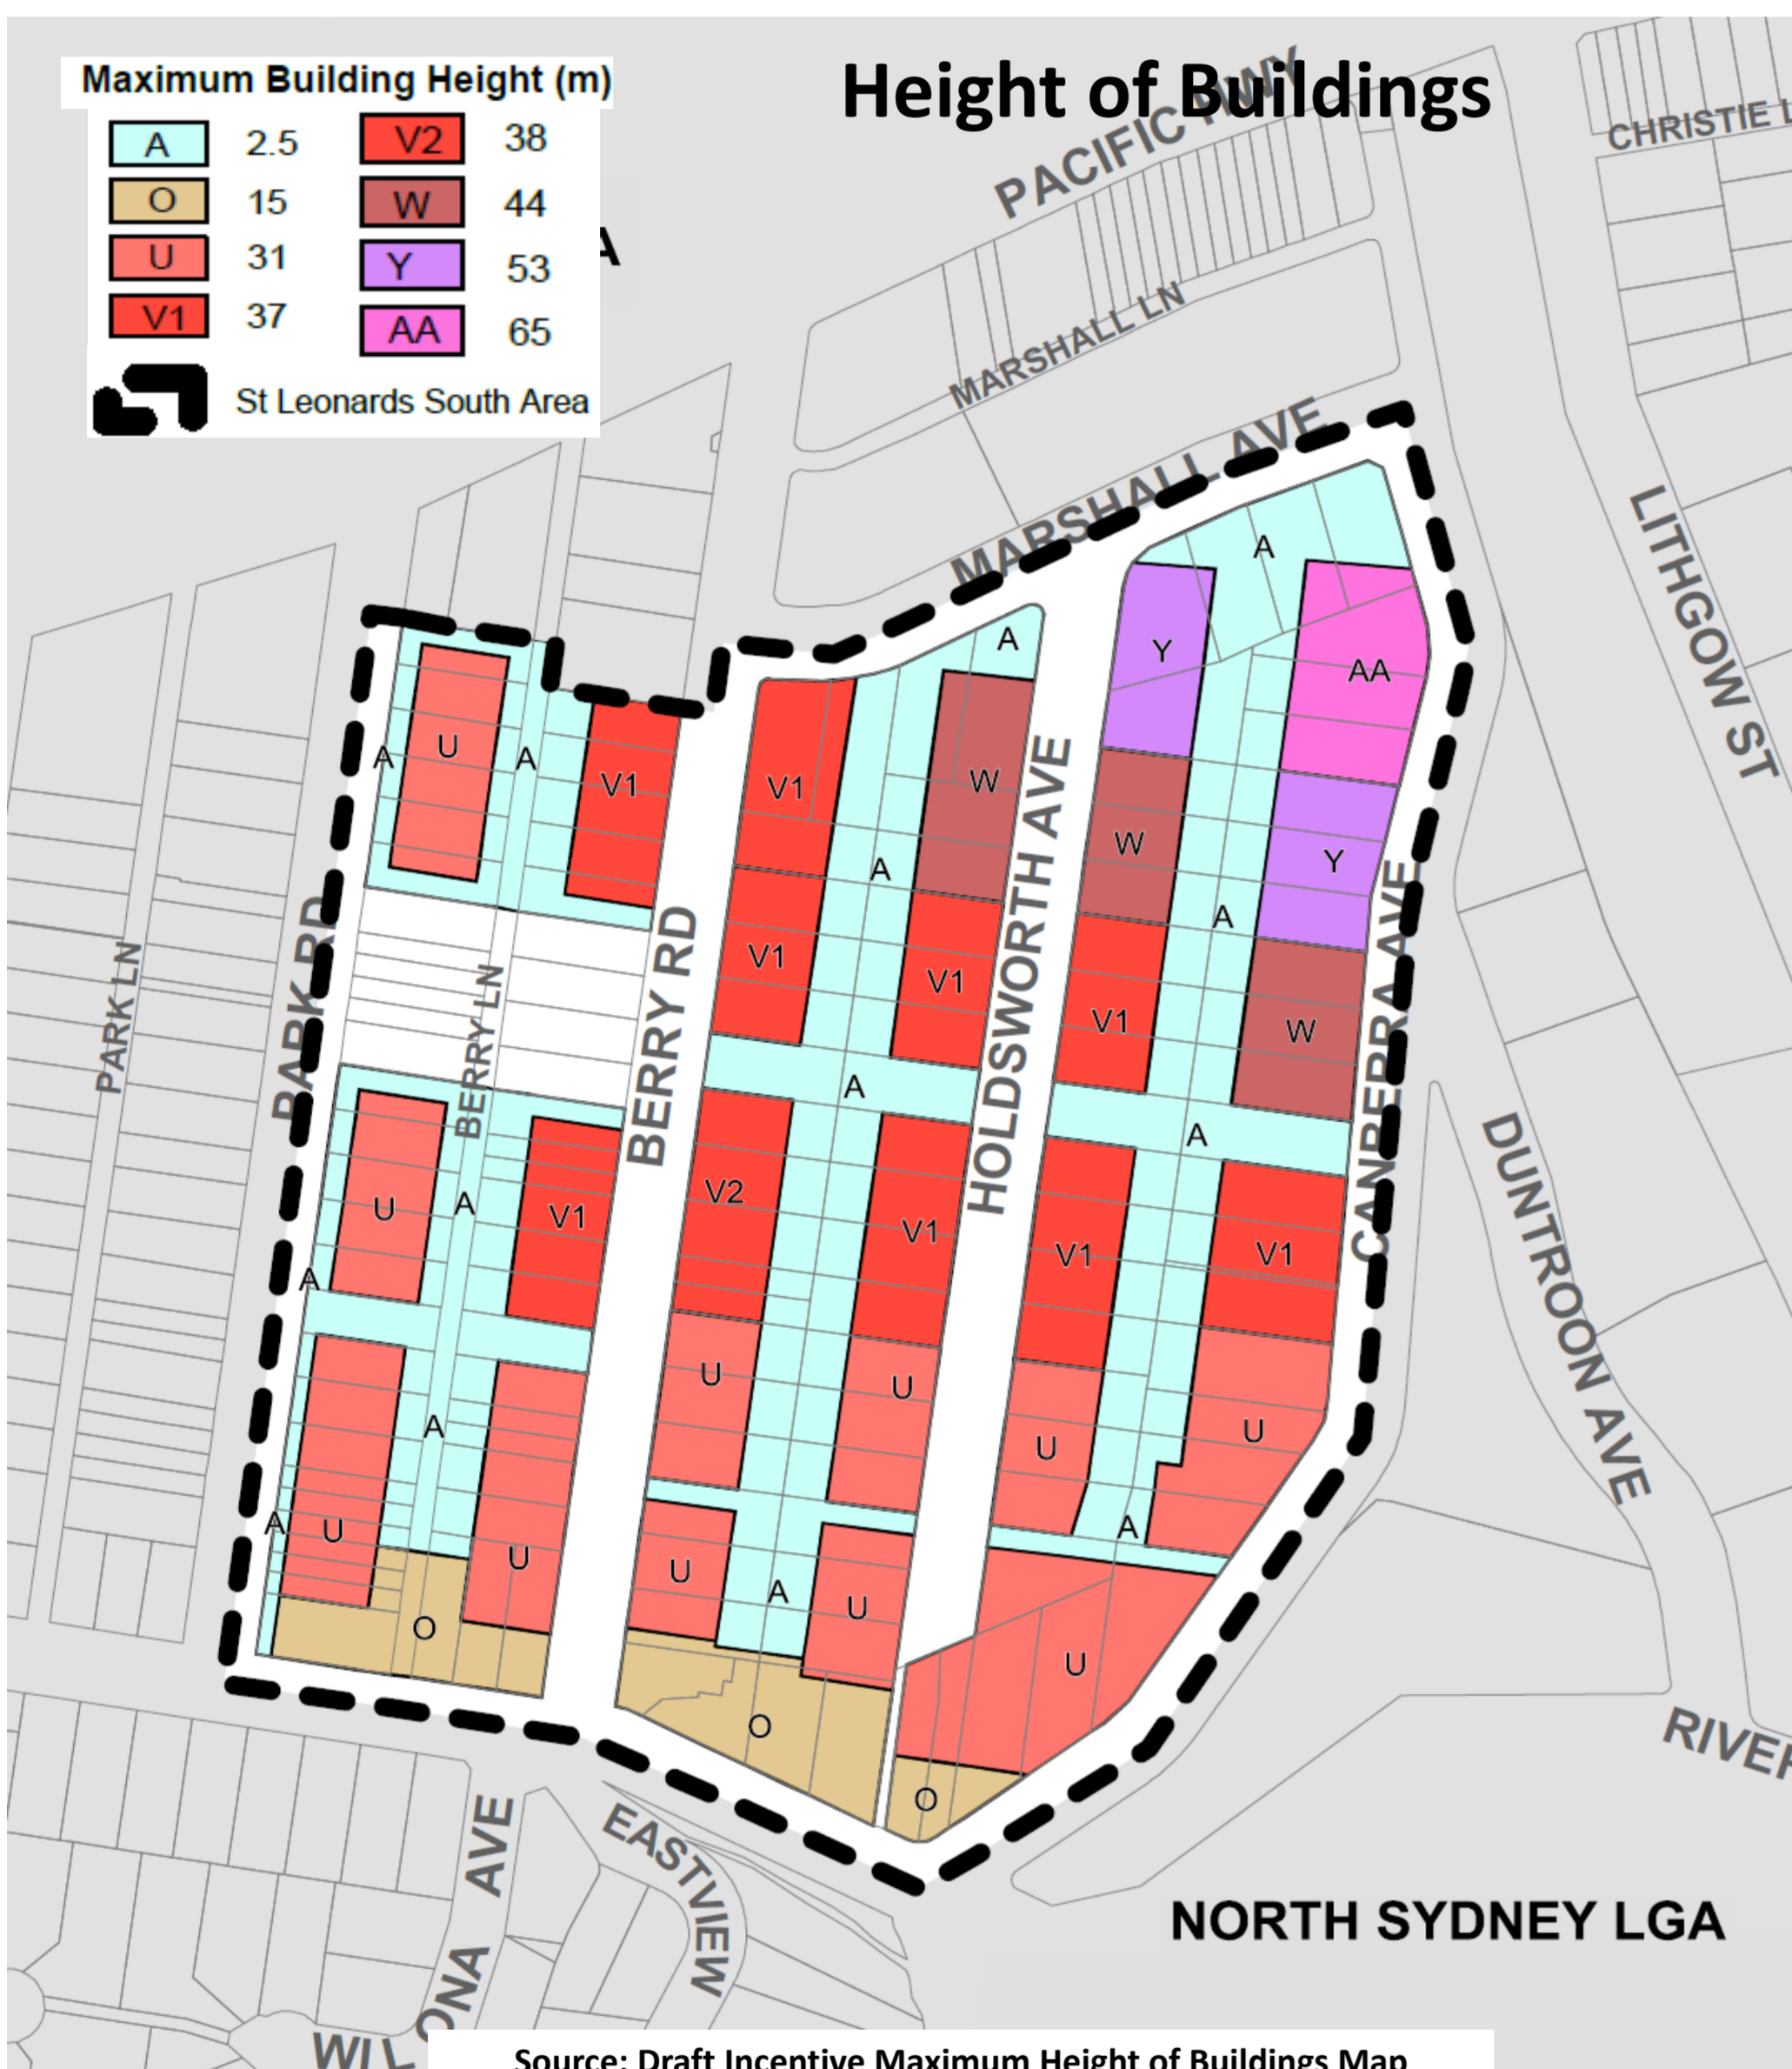 Height of Buildings
Maximum Building Height (m)
A 2.5 V2 38
O 15 W 44
U 31 Y 53
V1 37 AA 65
St Leonards South Area
A
PACIFIC HWY
CHRISTIE L
MARSHALL LN
MARSHALL AVE
LITHGOW ST
A
A
Y
AA
U
A
A
V1
V1
W
W
Y
A
A
V1
V1
V1
W
PARK LN
PARK RD
BERRY LN
BERRY RD
HOLDSWORTH AVE
CANBERRA AVE
DUNTROON AVE
A
A
U
A
V1
V2
V1
V1
V1
A
U
U
U
U
A
A
U
U
U
A
U
A
O
U
O
O
RIVER
WIL
ONA AVE
EASTVIEW
NORTH SYDNEY LGA
Source: Draft Incentive Maximum Height of Buildings Map